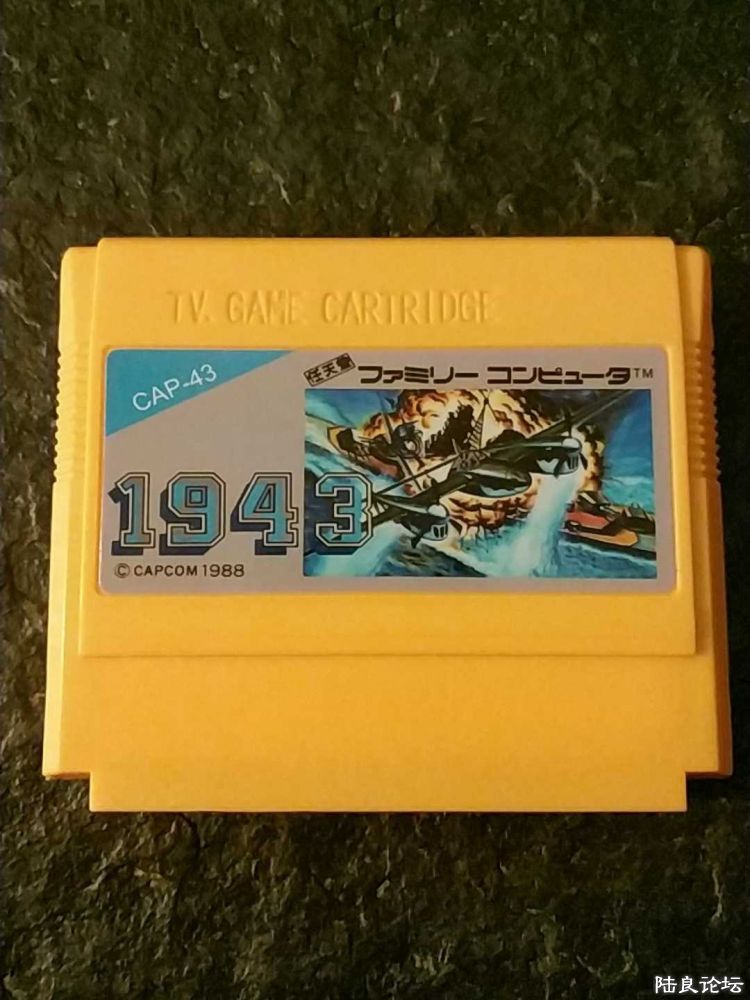 TV. GAME CARTRIDGE
CAP-43
任天堂 ファミリー コンピュータ™
1943
© CAPCOM 1988
陆良论坛